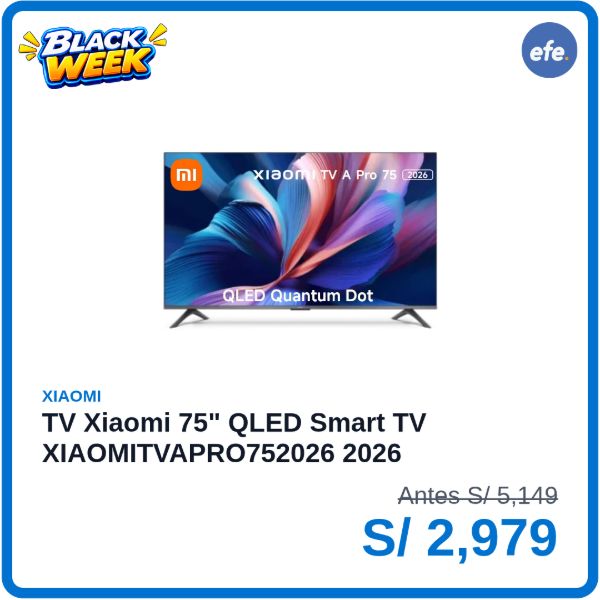 BLACK
WEEK
efe.
mi
xiaomi TV A Pro 75 2026
QLED Quantum Dot
XIAOMI
TV Xiaomi 75" QLED Smart TV
XIAOMITVAPRO752026 2026
Antes S/ 5,149
S/ 2,979